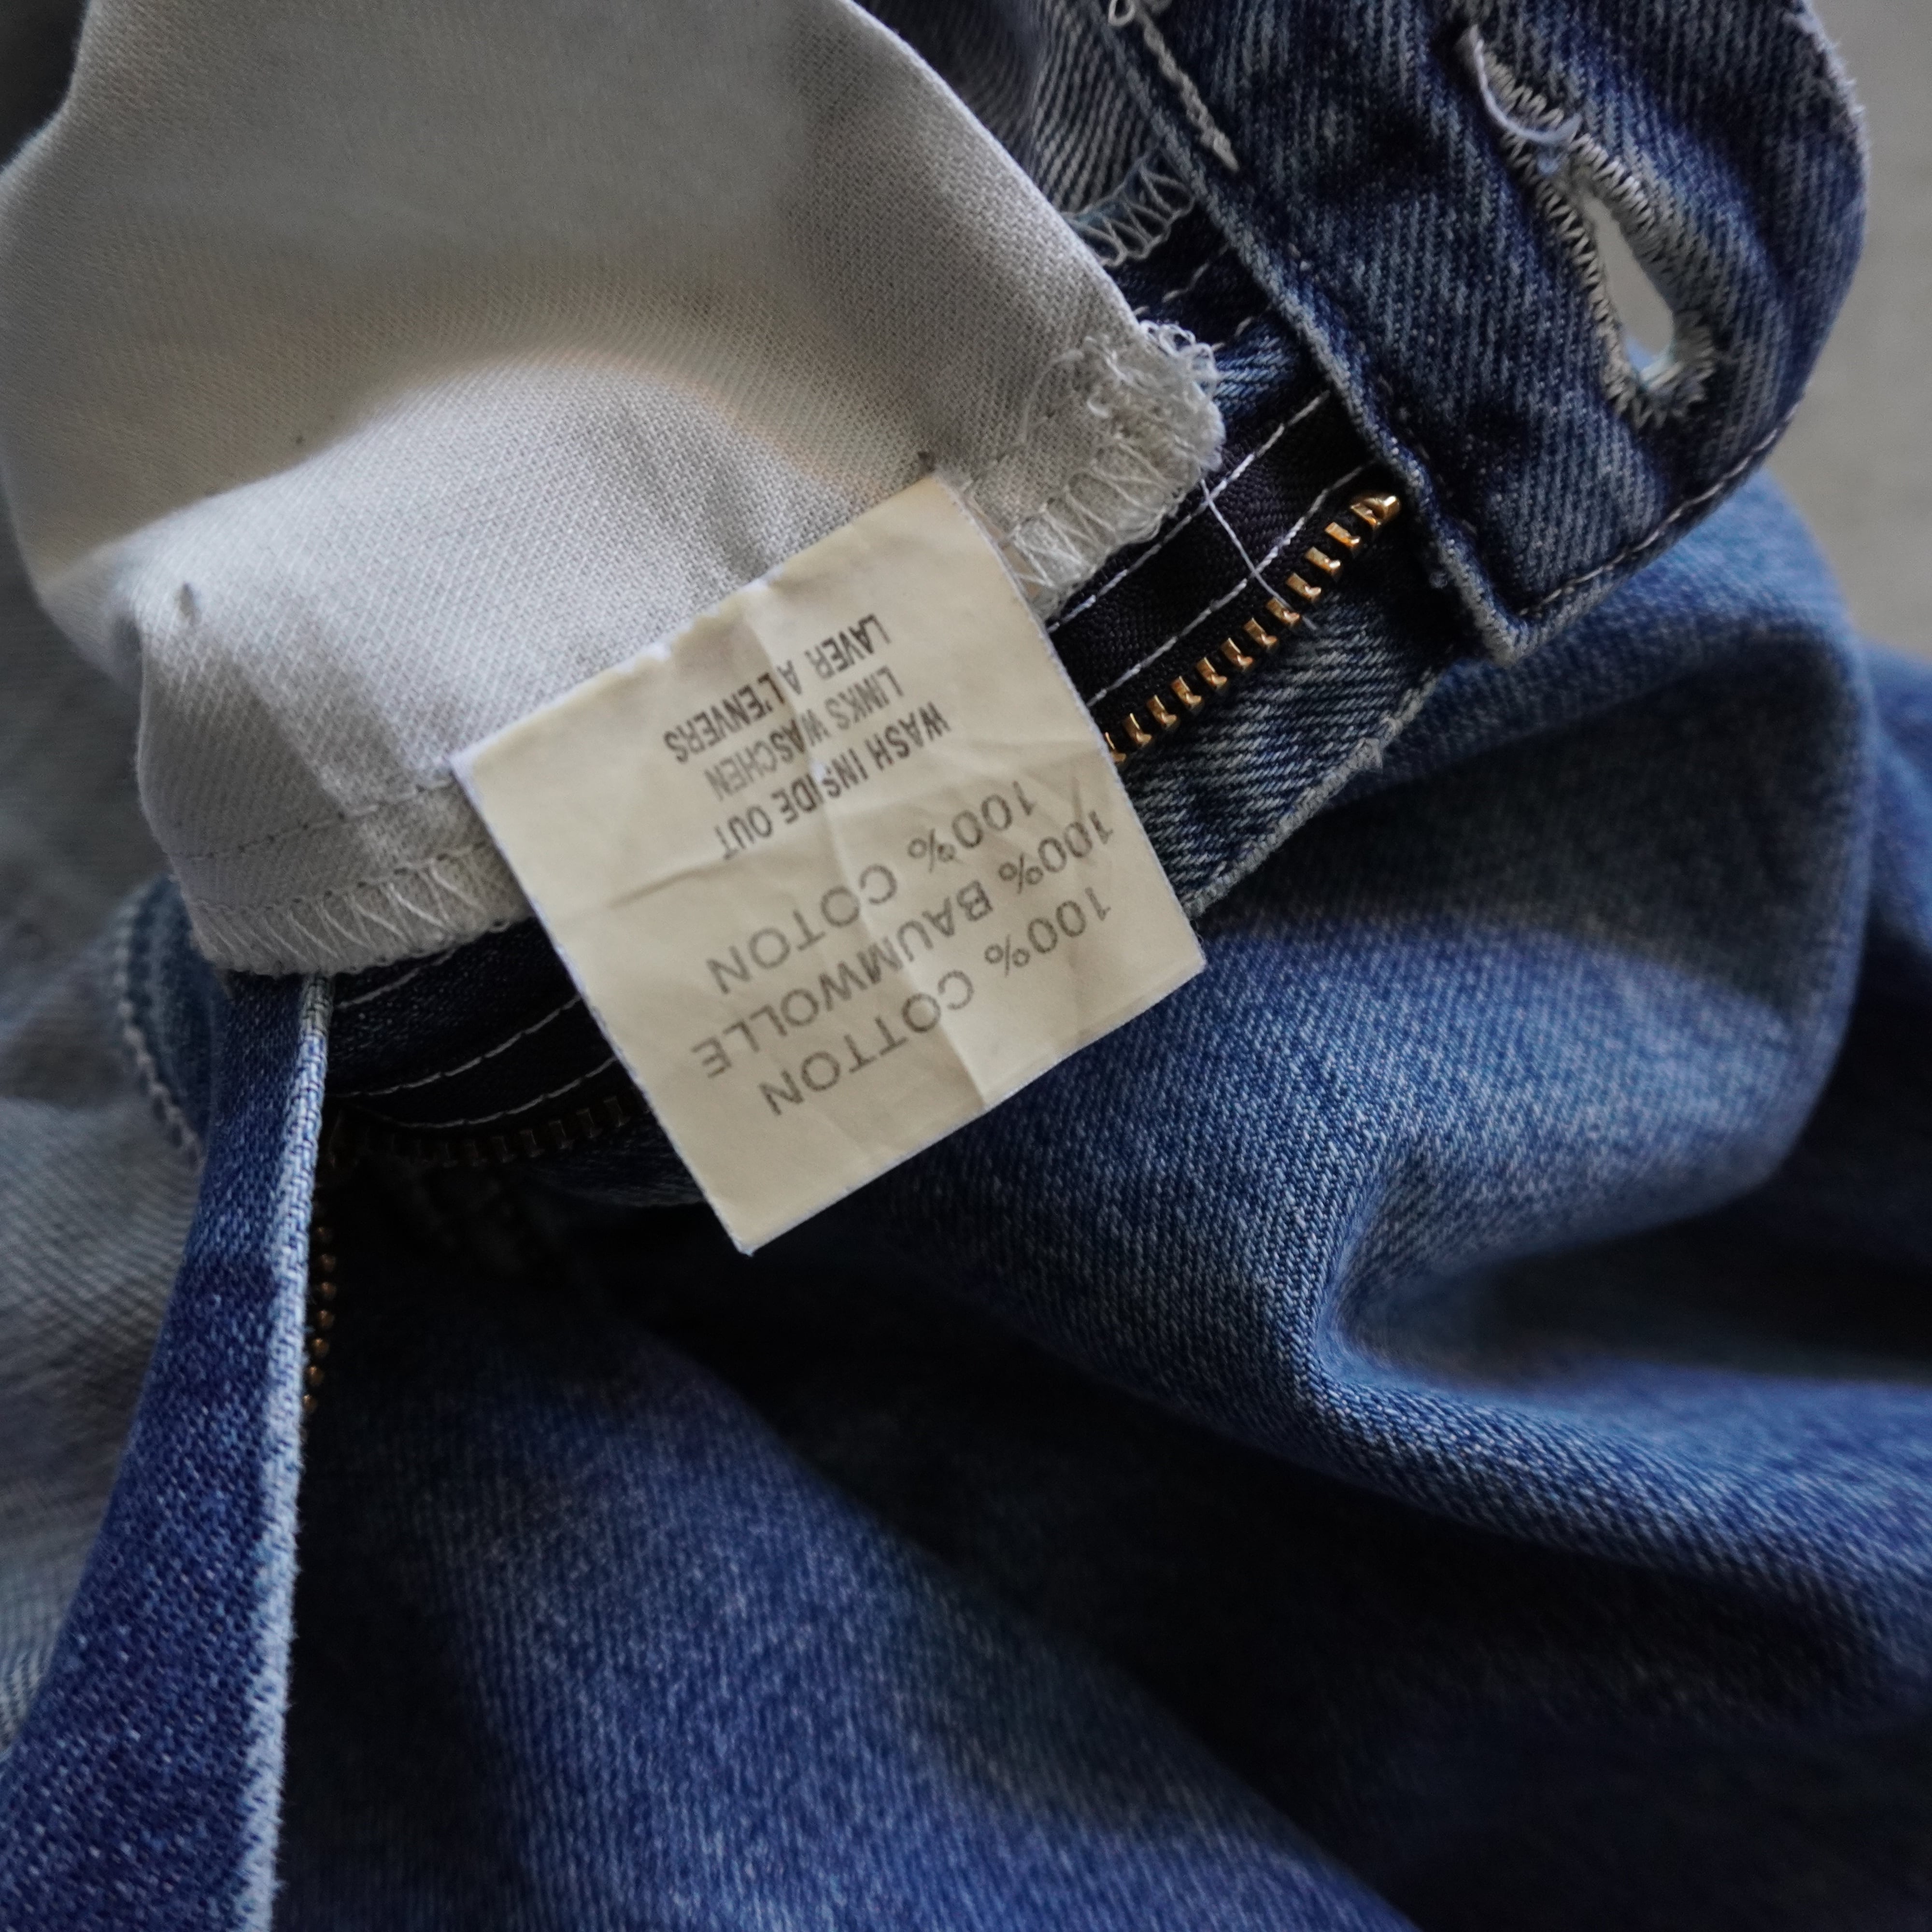 100% COTTON
100% BAUMWOLLE
100% COTON
WASH INSIDE OUT
LINKS WASCHEN
LAVER A L'ENVERS